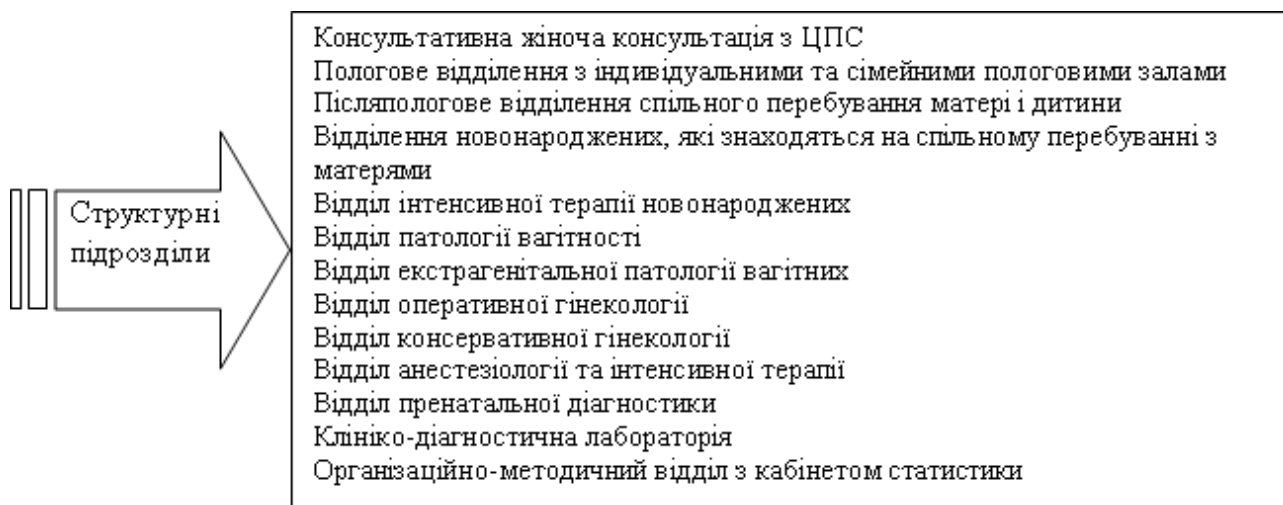 Структурні
підрозділи
Консультативна жіноча консультація з ЦПС
Пологове відділення з індивідуальними та сімейними пологовими залами
Післяпологове відділення спільного перебування матері і дитини
Відділення новонароджених, які знаходяться на спільному перебуванні з
матерями
Відділ інтенсивної терапії новонароджених
Відділ патології вагітності
Відділ екстрагенітальної патології вагітних
Відділ оперативної гінекології
Відділ консервативної гінекології
Відділ анестезіології та інтенсивної терапії
Відділ пренатальної діагностики
Клініко-діагностична лабораторія
Організаційно-методичний відділ з кабінетом статистики